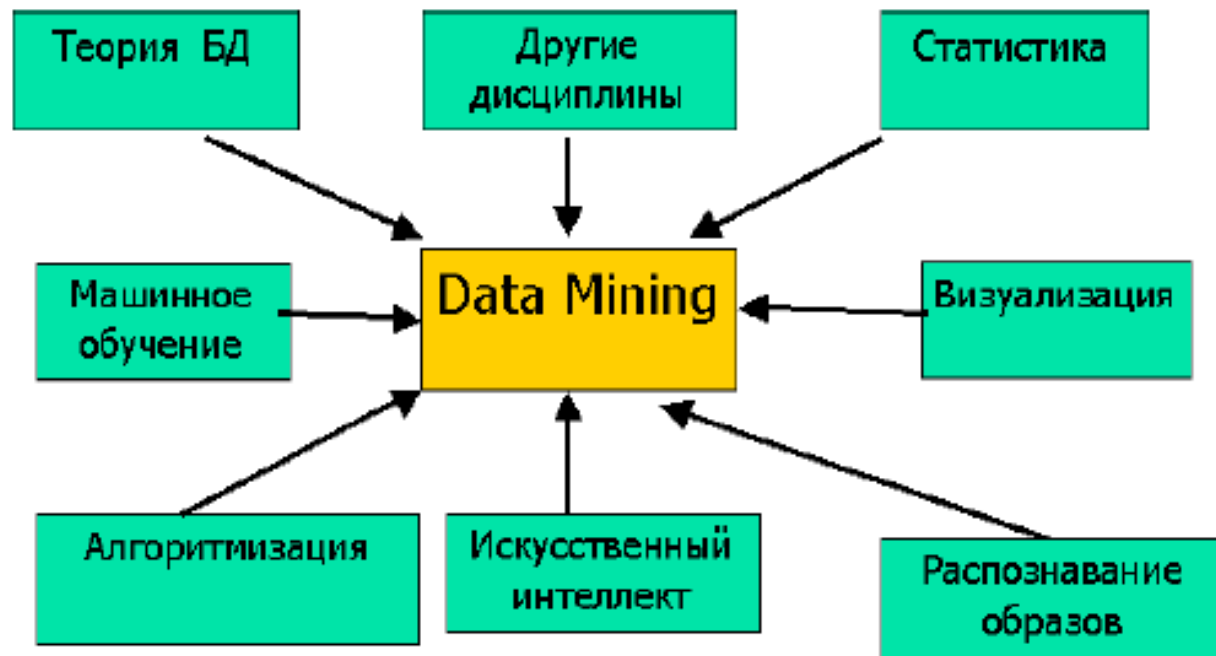 Теория БД
Другие
дисциплины
Статистика
Машинное
обучение
Data Mining
Визуализация
Алгоритмизация
Искусственный
интеллект
Распознавание
образов